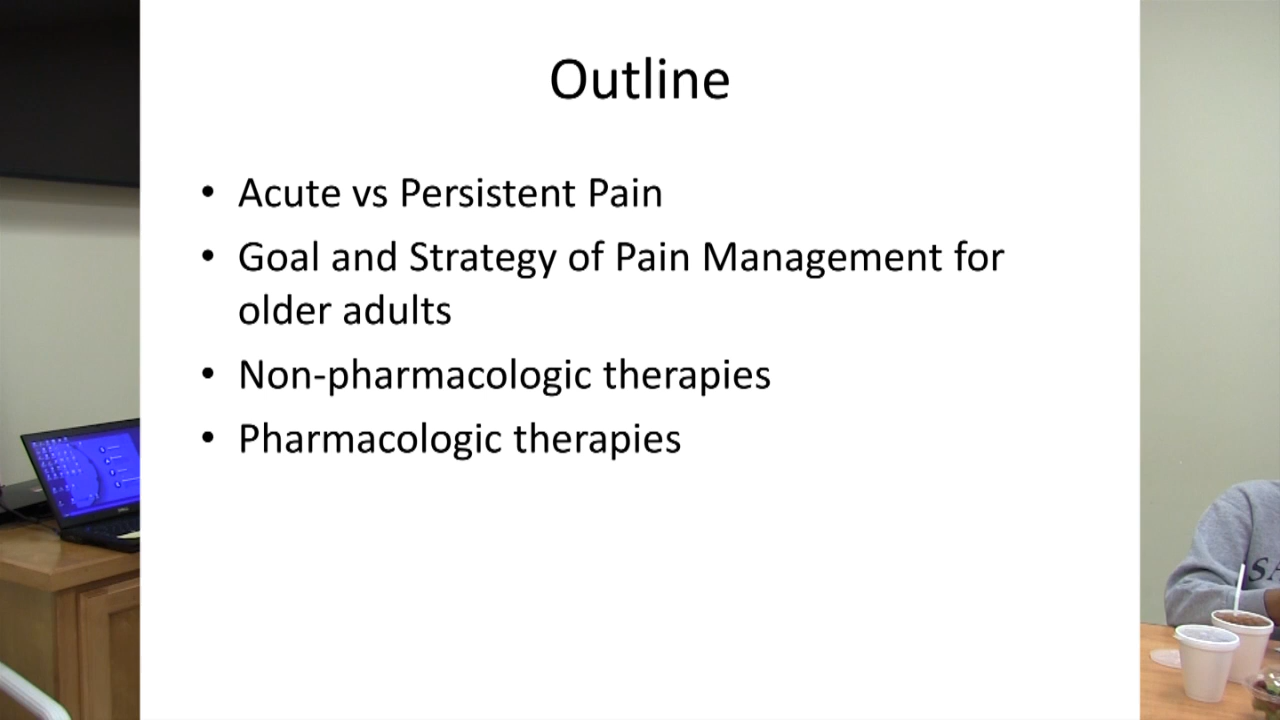 Outline
• Acute vs Persistent Pain
• Goal and Strategy of Pain Management for
older adults
• Non-pharmacologic therapies
• Pharmacologic therapies